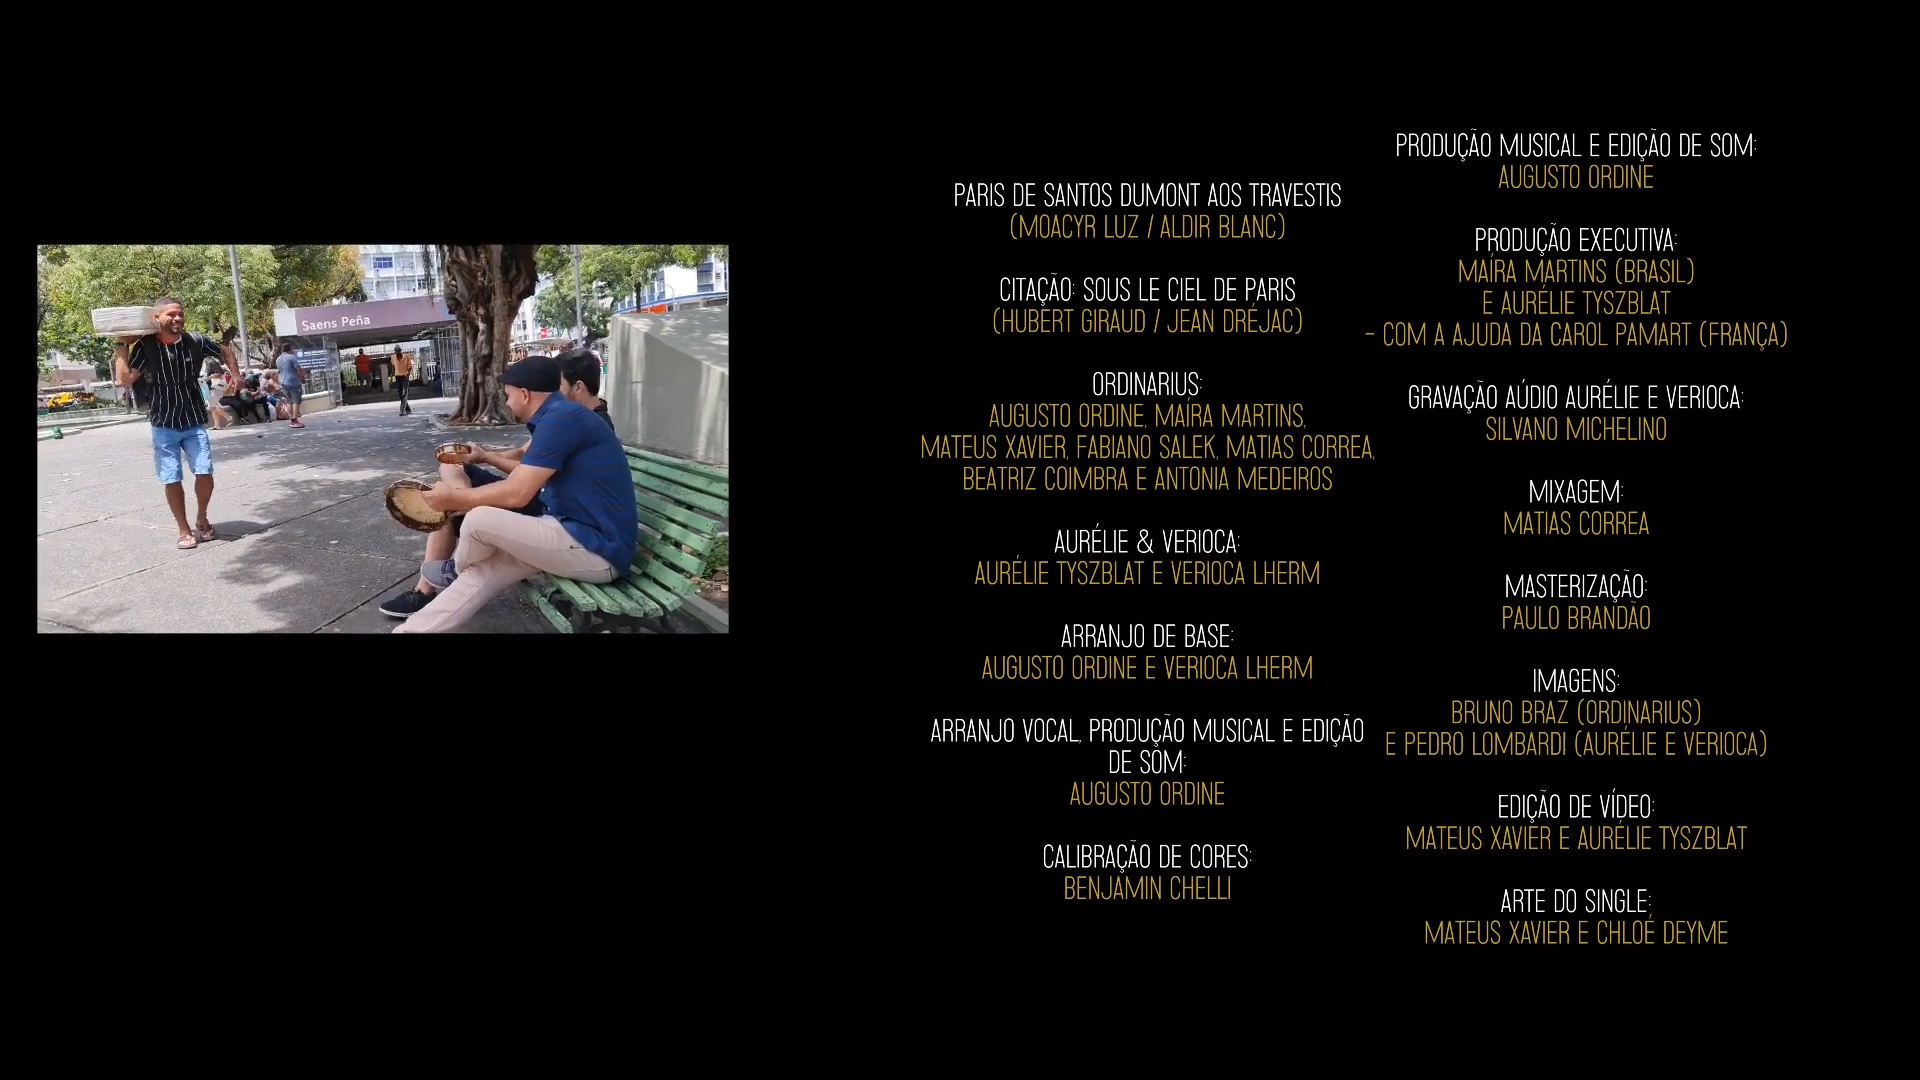 Saens Peña
PARIS DE SANTOS DUMONT AOS TRAVESTIS
(MOACYR LUZ / ALDIR BLANC)
CITAÇÃO: SOUS LE CIEL DE PARIS
(HUBERT GIRAUD / JEAN DRÉJAC)
ORDINARIUS:
AUGUSTO ORDINE, MAÍRA MARTINS,
MATEUS XAVIER, FABIANO SALEK, MATIAS CORREA,
BEATRIZ COIMBRA E ANTONIA MEDEIROS
AURÉLIE & VERIOCA:
AURÉLIE TYSZBLAT E VERIOCA LHERM
ARRANJO DE BASE:
AUGUSTO ORDINE E VERIOCA LHERM
ARRANJO VOCAL, PRODUÇÃO MUSICAL E EDIÇÃO
DE SOM:
AUGUSTO ORDINE
CALIBRAÇÃO DE CORES:
BENJAMIN CHELLI
PRODUÇÃO MUSICAL E EDIÇÃO DE SOM:
AUGUSTO ORDINE
PRODUÇÃO EXECUTIVA:
MAÍRA MARTINS (BRASIL)
E AURÉLIE TYSZBLAT
- COM A AJUDA DA CAROL PAMART (FRANÇA)
GRAVAÇÃO AÚDIO AURÉLIE E VERIOCA:
SILVANO MICHELINO
MIXAGEM:
MATIAS CORREA
MASTERIZAÇÃO:
PAULO BRANDÃO
IMAGENS:
BRUNO BRAZ (ORDINARIUS)
E PEDRO LOMBARDI (AURÉLIE E VERIOCA)
EDIÇÃO DE VÍDEO:
MATEUS XAVIER E AURÉLIE TYSZBLAT
ARTE DO SINGLE:
MATEUS XAVIER E CHLOÉ DEYME